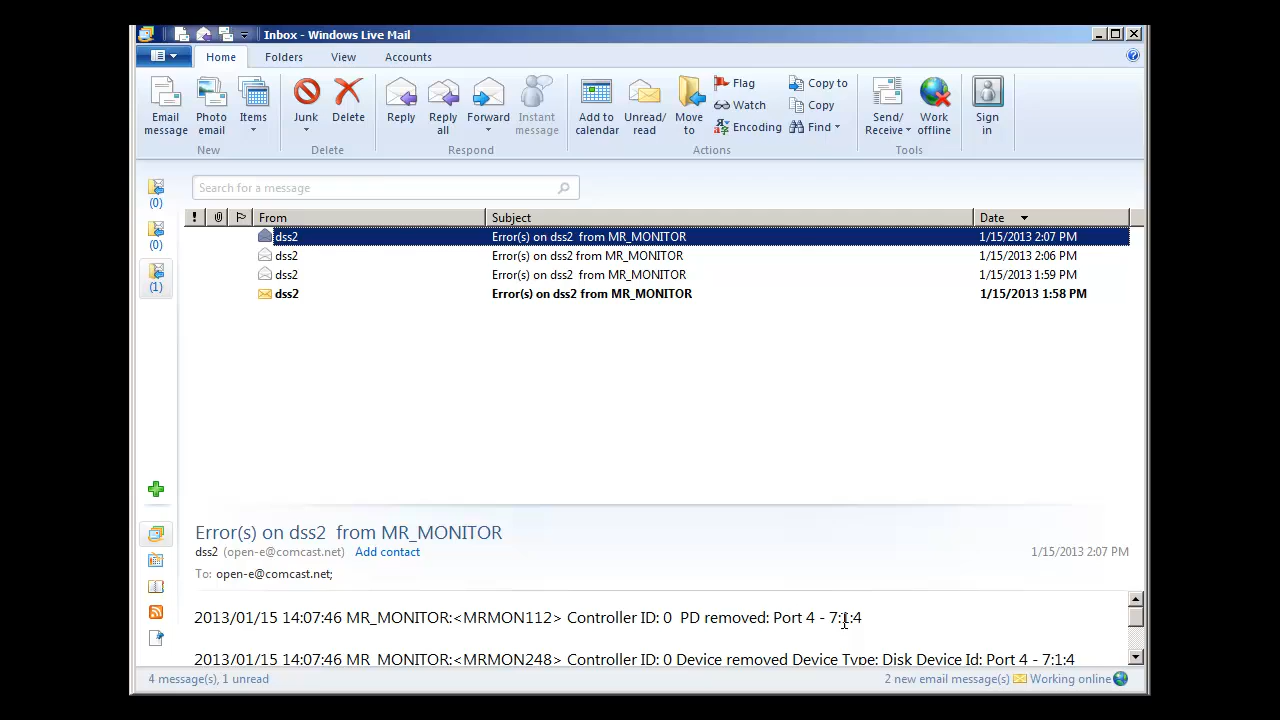 Inbox - Windows Live Mail
Home Folders View Accounts
Email message
Photo email
Items
Junk
Delete
Reply
Reply all
Forward
Instant message
Add to calendar
Unread/ read
Move to
Flag
Watch
Encoding
Copy to
Copy
Find
Send/ Receive
Work offline
Sign in
New Delete Respond Actions Tools
(0)
(0)
(1)
Search for a message
! From Subject Date
dss2 Error(s) on dss2  from MR_MONITOR 1/15/2013 2:07 PM
dss2 Error(s) on dss2 from MR_MONITOR 1/15/2013 2:06 PM
dss2 Error(s) on dss2  from MR_MONITOR 1/15/2013 1:59 PM
dss2 Error(s) on dss2 from MR_MONITOR 1/15/2013 1:58 PM
Error(s) on dss2  from MR_MONITOR
dss2 (open-e@comcast.net) Add contact 1/15/2013 2:07 PM
To: open-e@comcast.net;
2013/01/15 14:07:46 MR_MONITOR:<MRMON112> Controller ID: 0  PD removed: Port 4 - 7:1:4
2013/01/15 14:07:46 MR_MONITOR:<MRMON248> Controller ID: 0 Device removed Device Type: Disk Device Id: Port 4 - 7:1:4
4 message(s), 1 unread 2 new email message(s) Working online